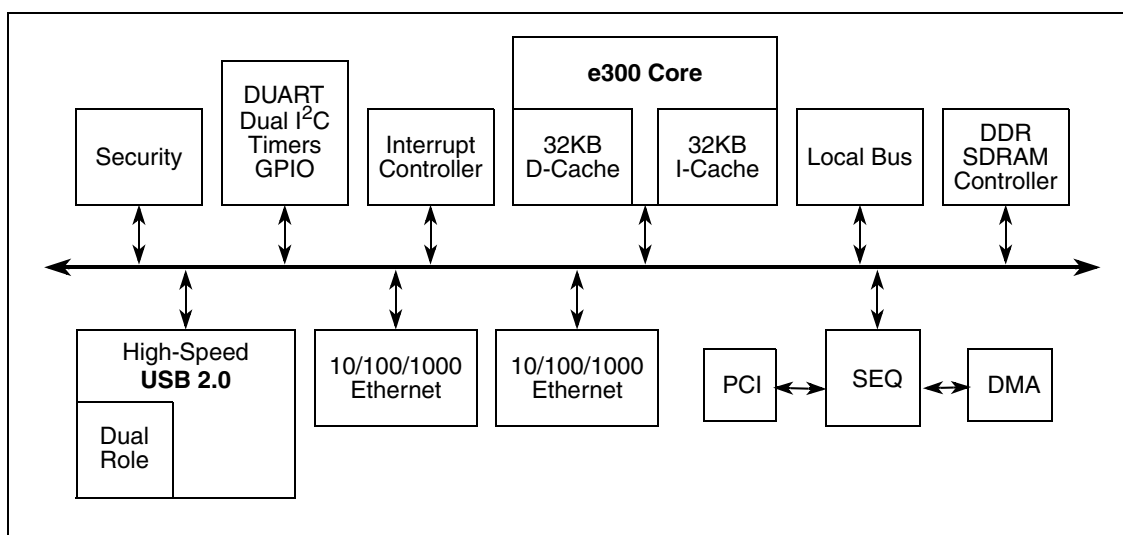 e300 Core
Security
DUART
Dual I²C
Timers
GPIO
Interrupt
Controller
32KB
D-Cache
32KB
I-Cache
Local Bus
DDR
SDRAM
Controller
High-Speed
USB 2.0
Dual
Role
10/100/1000
Ethernet
10/100/1000
Ethernet
PCI
SEQ
DMA